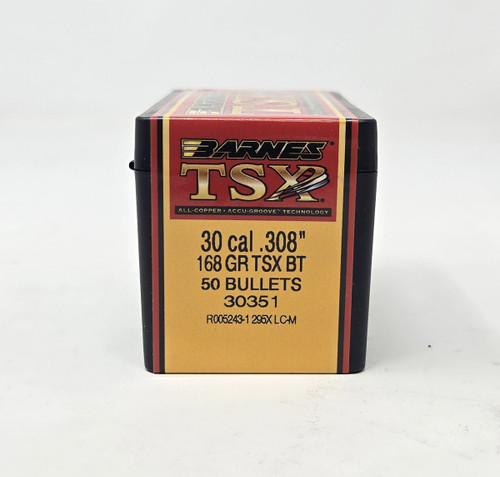 BARNES
TSX
ALL-COPPER • ACCU-GROOVE™ TECHNOLOGY
30 cal .308"
168 GR TSX BT
50 BULLETS
30351
R005243-1 295X LC-M